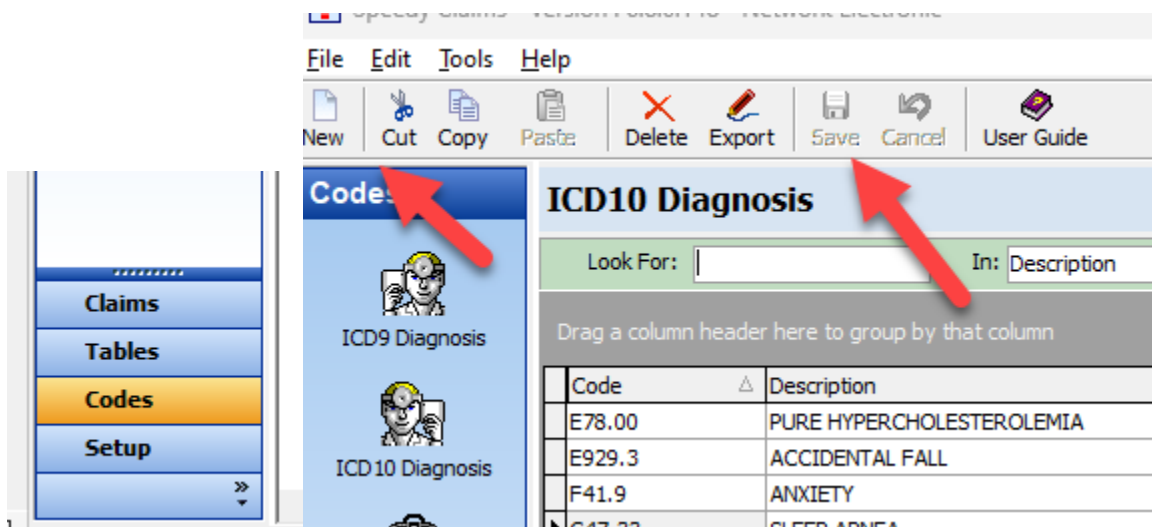 Speedy Claims
File Edit Tools Help
New Cut Copy Paste Delete Export Save Cancel User Guide
Codes
ICD10 Diagnosis
Look For: In: Description
Drag a column header here to group by that column
Code Description
E78.00 PURE HYPERCHOLESTEROLEMIA
E929.3 ACCIDENTAL FALL
F41.9 ANXIETY
SLEEP APNEA
ICD9 Diagnosis
ICD10 Diagnosis
Claims
Tables
Codes
Setup